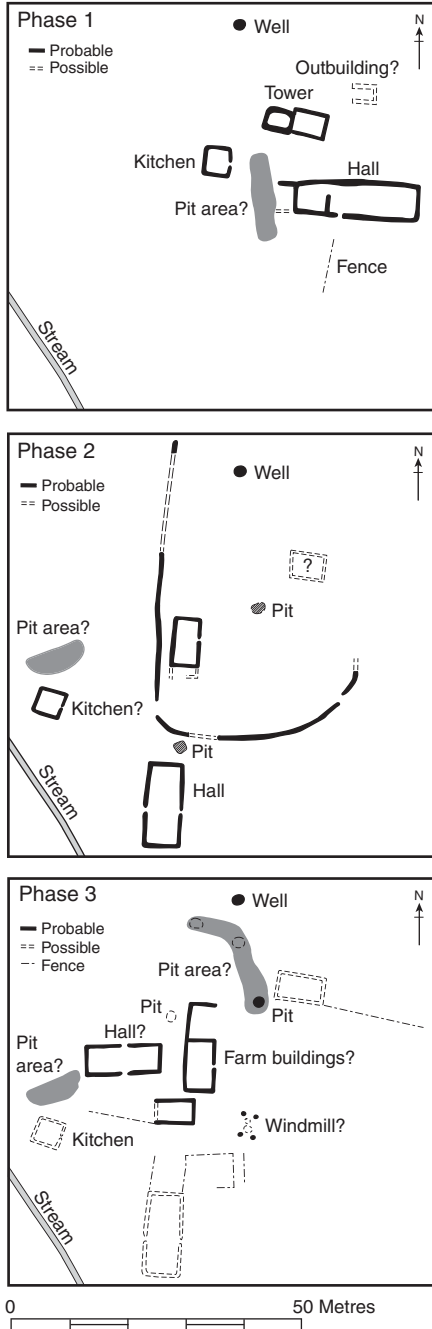 Phase 1
N
Well
Probable
Possible
Outbuilding?
Tower
Kitchen
Hall
Pit area?
Fence
Stream
Phase 2
N
Well
Probable
Possible
?
Pit
Pit area?
Kitchen?
Pit
Hall
Stream
Phase 3
N
Well
Probable
Possible
Fence
Pit area?
Pit
Pit
Hall?
Pit
area?
Farm buildings?
Kitchen
Windmill?
Stream
0
50 Metres